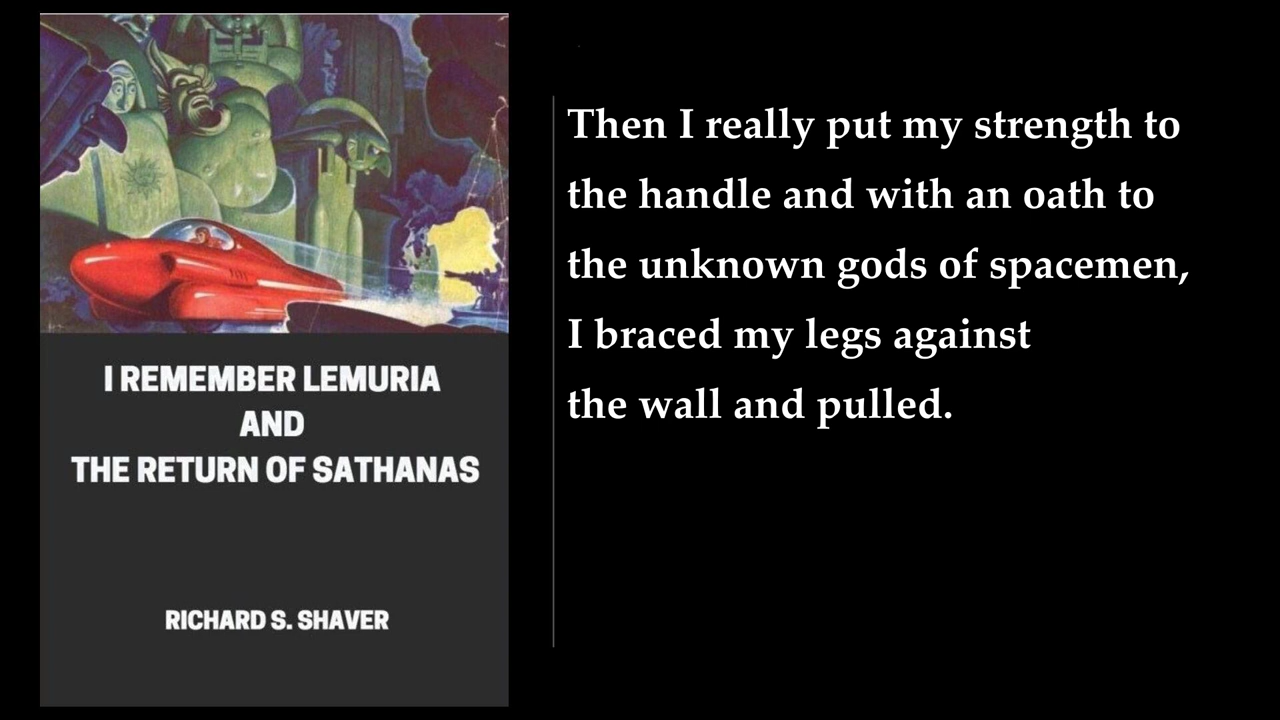 I REMEMBER LEMURIA
AND
THE RETURN OF SATHANAS
RICHARD S. SHAVER
Then I really put my strength to
the handle and with an oath to
the unknown gods of spacemen,
I braced my legs against
the wall and pulled.